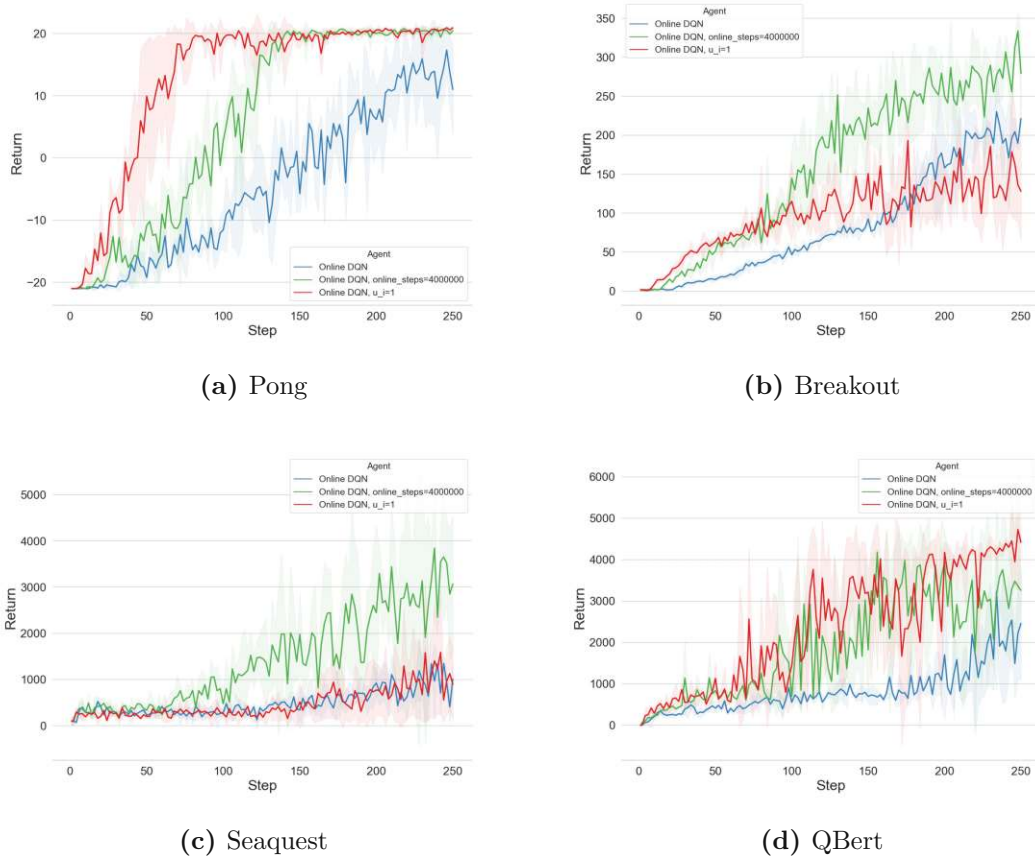 Agent
Online DQN
Online DQN, online_steps=4000000
Online DQN, u_i=1
Return
20
10
0
−10
−20
0
50
100
150
200
250
Step
(a) Pong
Agent
Online DQN
Online DQN, online_steps=4000000
Online DQN, u_i=1
Return
350
300
250
200
150
100
50
0
0
50
100
150
200
250
Step
(b) Breakout
Agent
Online DQN
Online DQN, online_steps=4000000
Online DQN, u_i=1
Return
5000
4000
3000
2000
1000
0
0
50
100
150
200
250
Step
(c) Seaquest
Agent
Online DQN
Online DQN, online_steps=4000000
Online DQN, u_i=1
Return
6000
5000
4000
3000
2000
1000
0
0
50
100
150
200
250
Step
(d) QBert